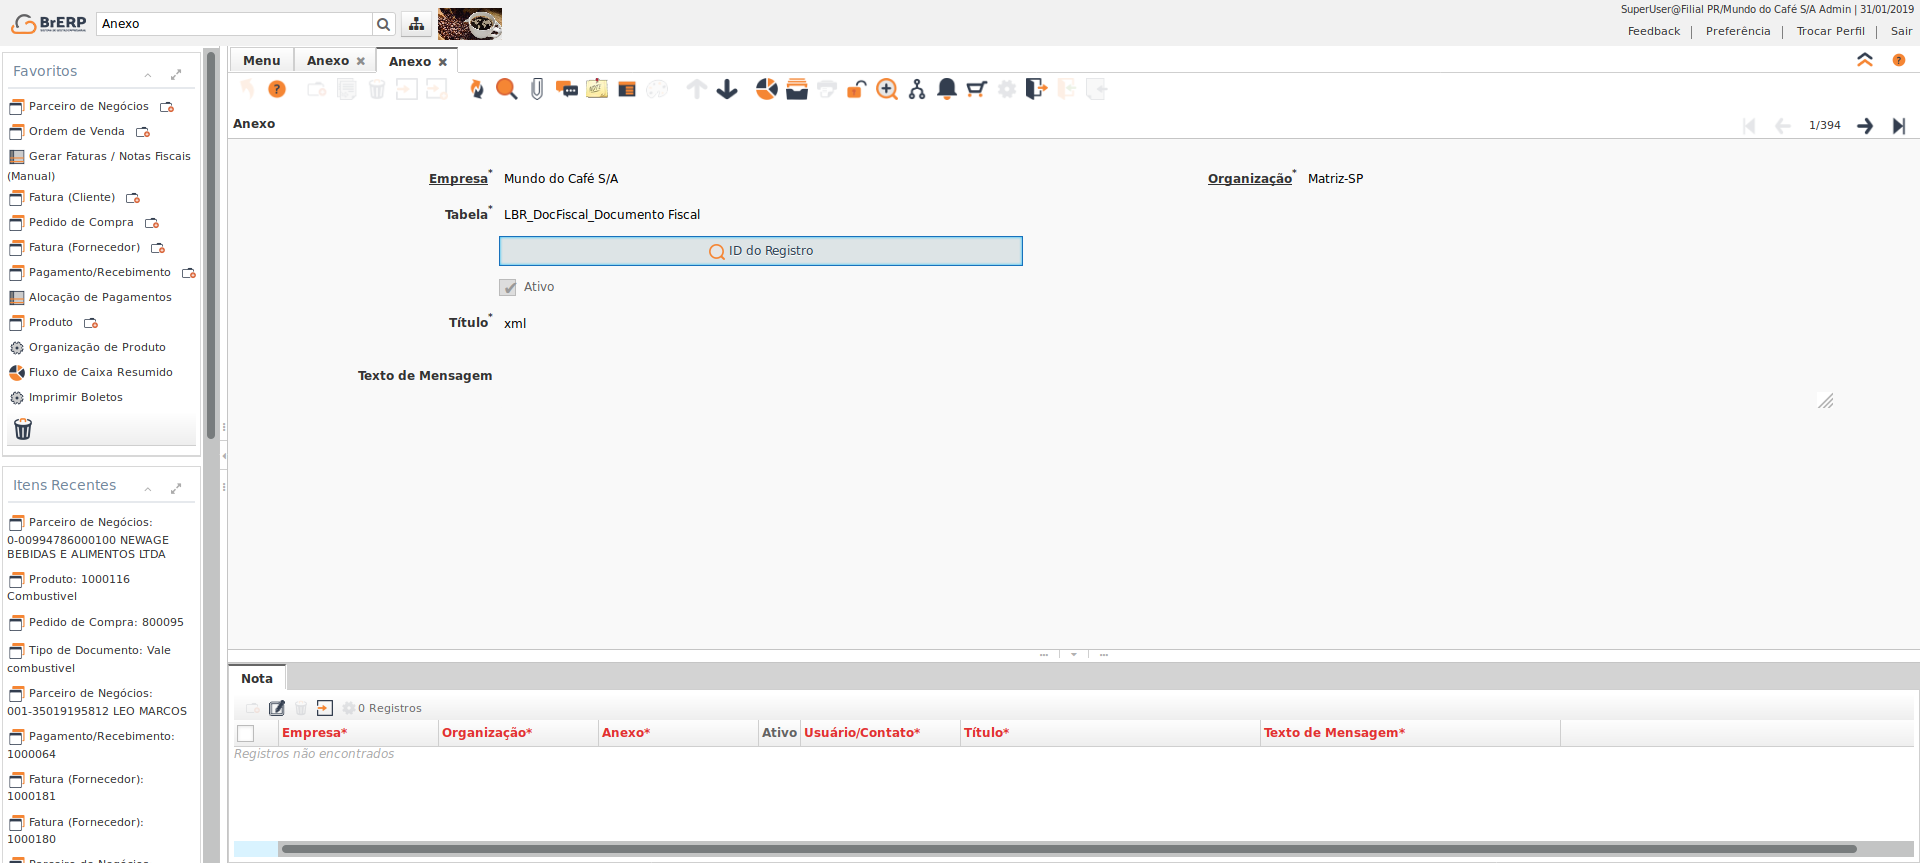 BrERP
Anexo
SuperUser@Filial PR/Mundo do Café S/A Admin | 31/01/2019
Feedback | Preferência | Trocar Perfil | Sair
Favoritos
Parceiro de Negócios
Ordem de Venda
Gerar Faturas / Notas Fiscais
(Manual)
Fatura (Cliente)
Pedido de Compra
Fatura (Fornecedor)
Pagamento/Recebimento
Alocação de Pagamentos
Produto
Organização de Produto
Fluxo de Caixa Resumido
Imprimir Boletos
Itens Recentes
Parceiro de Negócios:
0-00994786000100 NEWAGE
BEBIDAS E ALIMENTOS LTDA
Produto: 1000116
Combustivel
Pedido de Compra: 800095
Tipo de Documento: Vale
combustivel
Parceiro de Negócios:
001-35019195812 LEO MARCOS
Pagamento/Recebimento:
1000064
Fatura (Fornecedor):
1000181
Fatura (Fornecedor):
1000180
Parceiro de Negócios
Menu Anexo Anexo
Anexo
1/394
Empresa* Mundo do Café S/A
Organização* Matriz-SP
Tabela* LBR_DocFiscal_Documento Fiscal
ID do Registro
Ativo
Título* xml
Texto de Mensagem
Nota
0 Registros
Empresa* Organização* Anexo* Ativo Usuário/Contato* Título* Texto de Mensagem*
Registros não encontrados